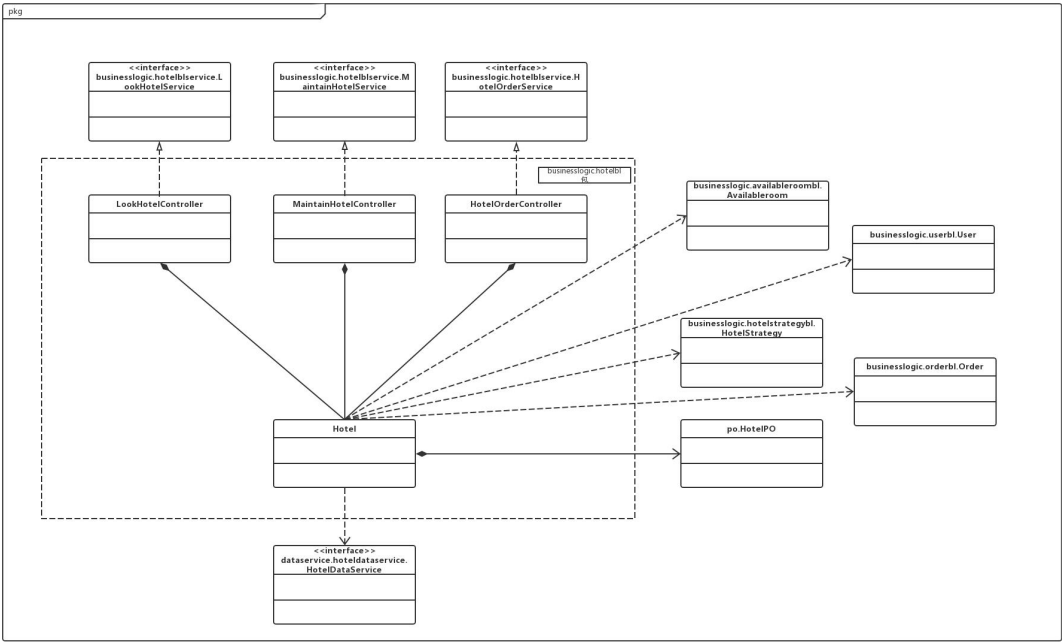 pkg
<<interface>>
businesslogic.hotelblservice.L
ookHotelService
<<interface>>
businesslogic.hotelblservice.M
aintainHotelService
<<interface>>
businesslogic.hotelblservice.H
otelOrderService
businesslogic.hotelbl
包
LookHotelController
MaintainHotelController
HotelOrderController
businesslogic.availableroombl.
Availableroom
businesslogic.userbl.User
businesslogic.hotelstrategybl.
HotelStrategy
businesslogic.orderbl.Order
Hotel
po.HotelPO
<<interface>>
dataservice.hoteldataservice.
HotelDataService